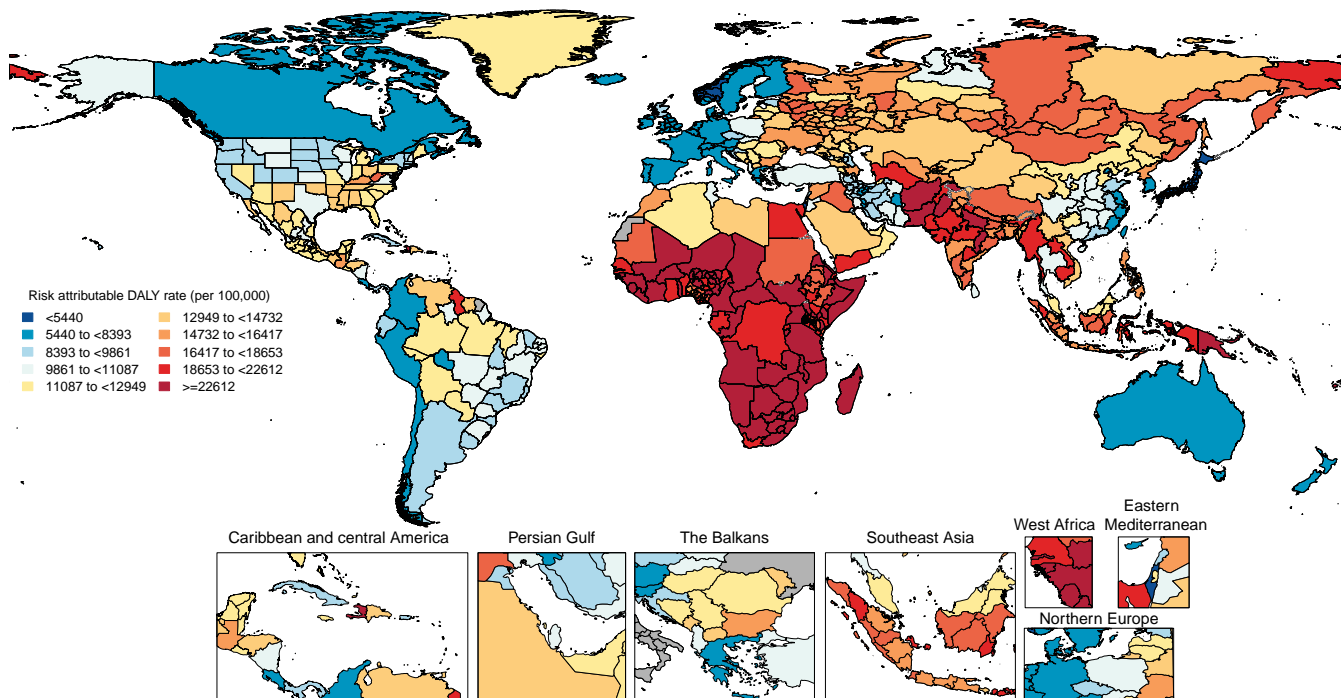 Risk attributable DALY rate (per 100,000)
<5440
5440 to <8393
8393 to <9861
9861 to <11087
11087 to <12949
12949 to <14732
14732 to <16417
16417 to <18653
18653 to <22612
>=22612
Caribbean and central America
Persian Gulf
The Balkans
Southeast Asia
West Africa
Eastern
Mediterranean
Northern Europe